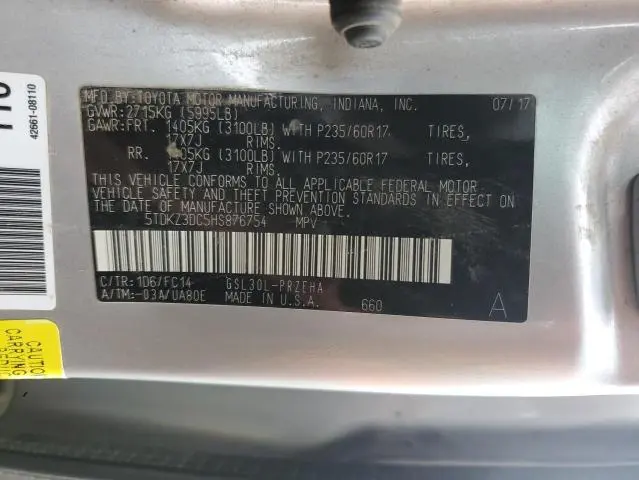 MFD. BY: TOYOTA MOTOR MANUFACTURING, INDIANA, INC. 07/17
GVWR: 2715KG (5995LB)
GAWR: FRT. 1405KG (3100LB) WITH P235/60R17 TIRES,
17X7J RIMS.
RR. 1405KG (3100LB) WITH P235/60R17 TIRES,
17X7J RIMS.
THIS VEHICLE CONFORMS TO ALL APPLICABLE FEDERAL MOTOR
VEHICLE SAFETY AND THEFT PREVENTION STANDARDS IN EFFECT ON
THE DATE OF MANUFACTURE SHOWN ABOVE.
5TDKZ3DC5HS876754 MPV
C/TR: 1D6/FC14 GSL30L-PRZEHA
A/TM: -03A/UA80E MADE IN U.S.A. 660 A
42661-08110
CAUTION
CARRYING